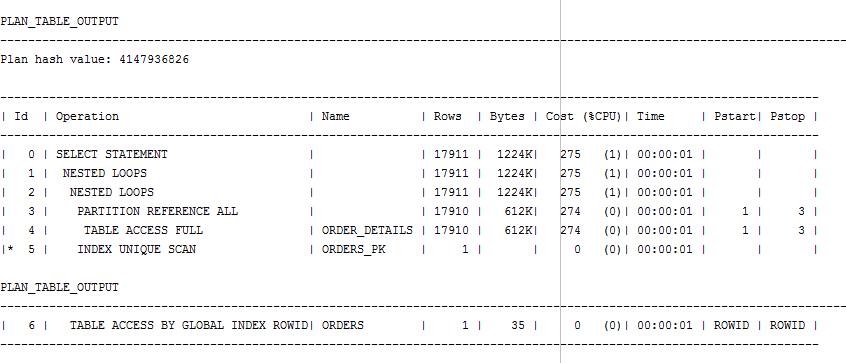 PLAN_TABLE_OUTPUT
--------------------------------------------------------------------------------------------------------------------------
Plan hash value: 4147936826
----------------------------------------------------------------------------------------------------------------------
| Id  | Operation                           | Name          | Rows  | Bytes | Cost (%CPU)| Time     | Pstart| Pstop |
----------------------------------------------------------------------------------------------------------------------
|   0 | SELECT STATEMENT                    |               | 17911 |  1224K|   275   (1)| 00:00:01 |       |       |
|   1 |  NESTED LOOPS                       |               | 17911 |  1224K|   275   (1)| 00:00:01 |       |       |
|   2 |   NESTED LOOPS                      |               | 17911 |  1224K|   275   (1)| 00:00:01 |       |       |
|   3 |    PARTITION REFERENCE ALL          |               | 17910 |   612K|   274   (0)| 00:00:01 |     1 |     3 |
|   4 |     TABLE ACCESS FULL               | ORDER_DETAILS | 17910 |   612K|   274   (0)| 00:00:01 |     1 |     3 |
|*  5 |    INDEX UNIQUE SCAN                | ORDERS_PK     |     1 |       |     0   (0)| 00:00:01 |       |       |
PLAN_TABLE_OUTPUT
--------------------------------------------------------------------------------------------------------------------------
|   6 |   TABLE ACCESS BY GLOBAL INDEX ROWID| ORDERS        |     1 |    35 |     0   (0)| 00:00:01 | ROWID | ROWID |
----------------------------------------------------------------------------------------------------------------------